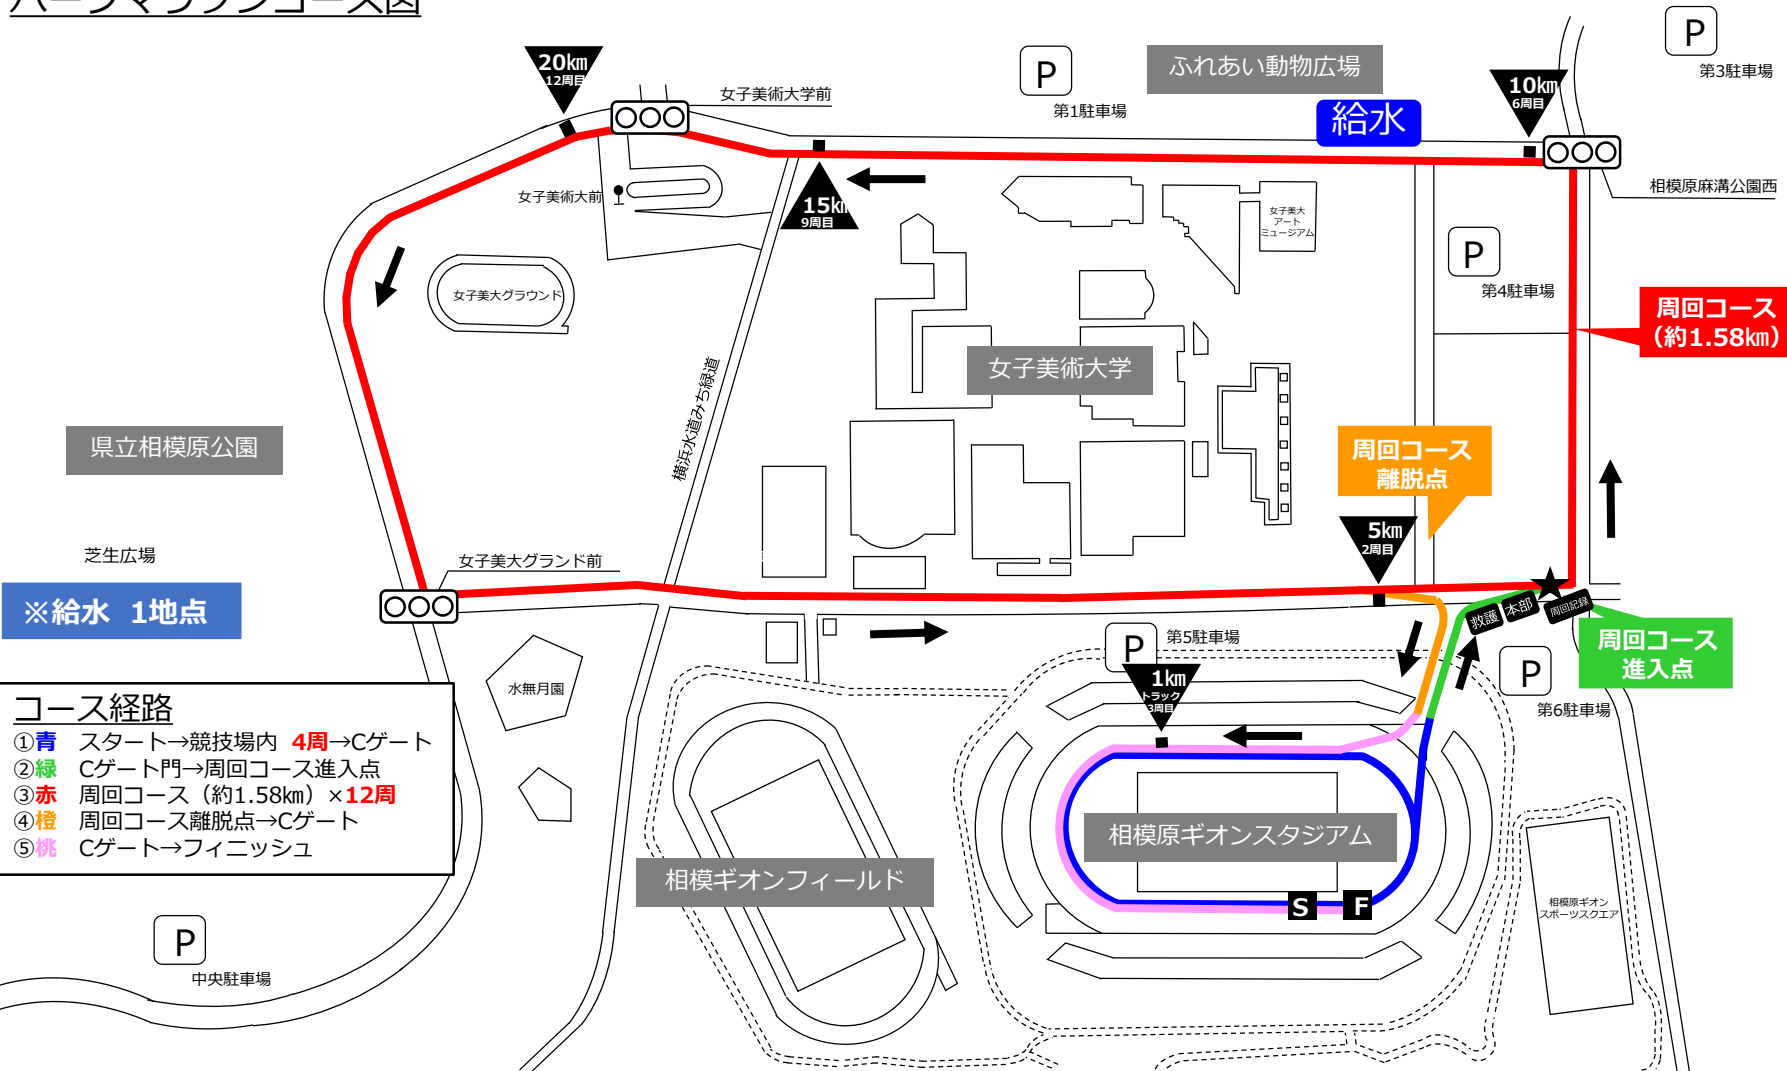 ハーフマラソンコース図
20km
12周目
女子美術大学前
P
第1駐車場
ふれあい動物広場
給水
10km
6周目
P
第3駐車場
相模原麻溝公園西
女子美術大前
15km
9周目
女子美大
アート
ミュージアム
P
第4駐車場
女子美大グラウンド
周回コース
（約1.58km）
横浜水道みち緑道
女子美術大学
県立相模原公園
周回コース
離脱点
5km
2周目
芝生広場
女子美大グランド前
※給水 1地点
救護
本部
周回記録
周回コース
進入点
P
第5駐車場
1km
トラック
3周目
P
第6駐車場
水無月園
コース経路
①青 スタート→競技場内 4周→Cゲート
②緑 Cゲート門→周回コース進入点
③赤 周回コース（約1.58km）×12周
④橙 周回コース離脱点→Cゲート
⑤桃 Cゲート→フィニッシュ
相模原ギオンスタジアム
相模ギオンフィールド
S
F
相模原ギオン
スポーツスクエア
P
中央駐車場